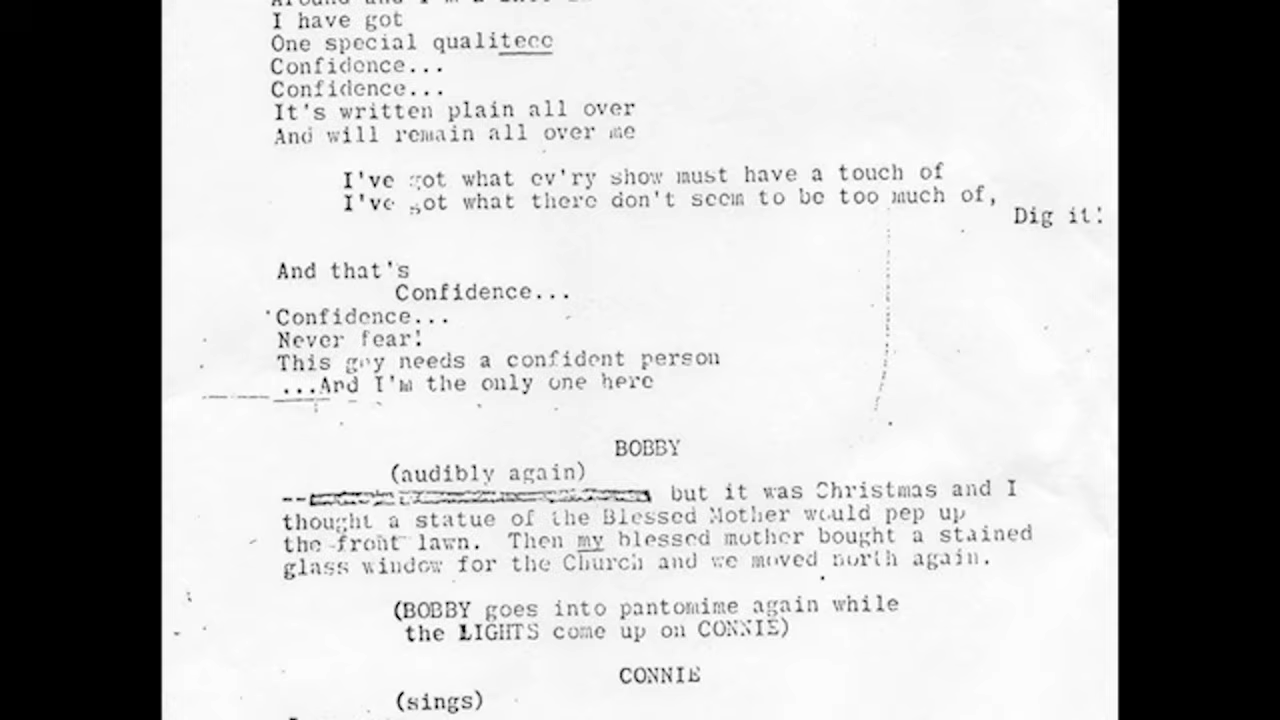 I have got
One special qualitecc
Confidence...
Confidence...
It's written plain all over
And will remain all over me
I've got what ev'ry show must have a touch of
I've got what there don't seem to be too much of,
Dig it!
And that's
Confidence...
Confidence...
Never fear!
This guy needs a confident person
...And I'm the only one here
BOBBY
(audibly again)
-- but it was Christmas and I
thought a statue of the Blessed Mother would pep up
the front lawn. Then my blessed mother bought a stained
glass window for the Church and we moved north again.
(BOBBY goes into pantomime again while
the LIGHTS come up on CONNIE)
CONNIE
(sings)